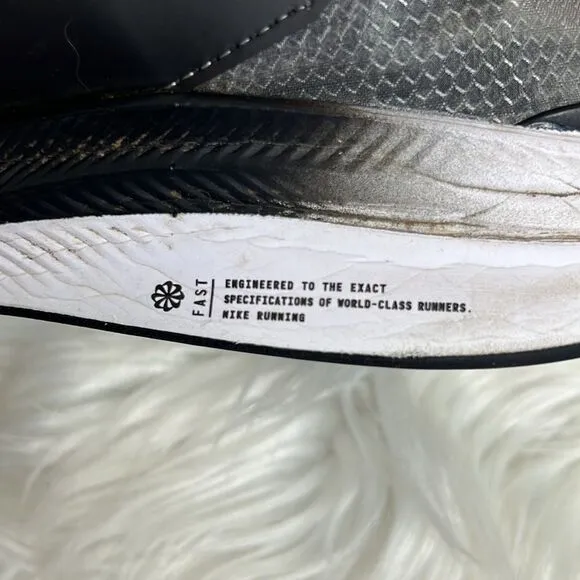 FAST
ENGINEERED TO THE EXACT
SPECIFICATIONS OF WORLD-CLASS RUNNERS.
NIKE RUNNING